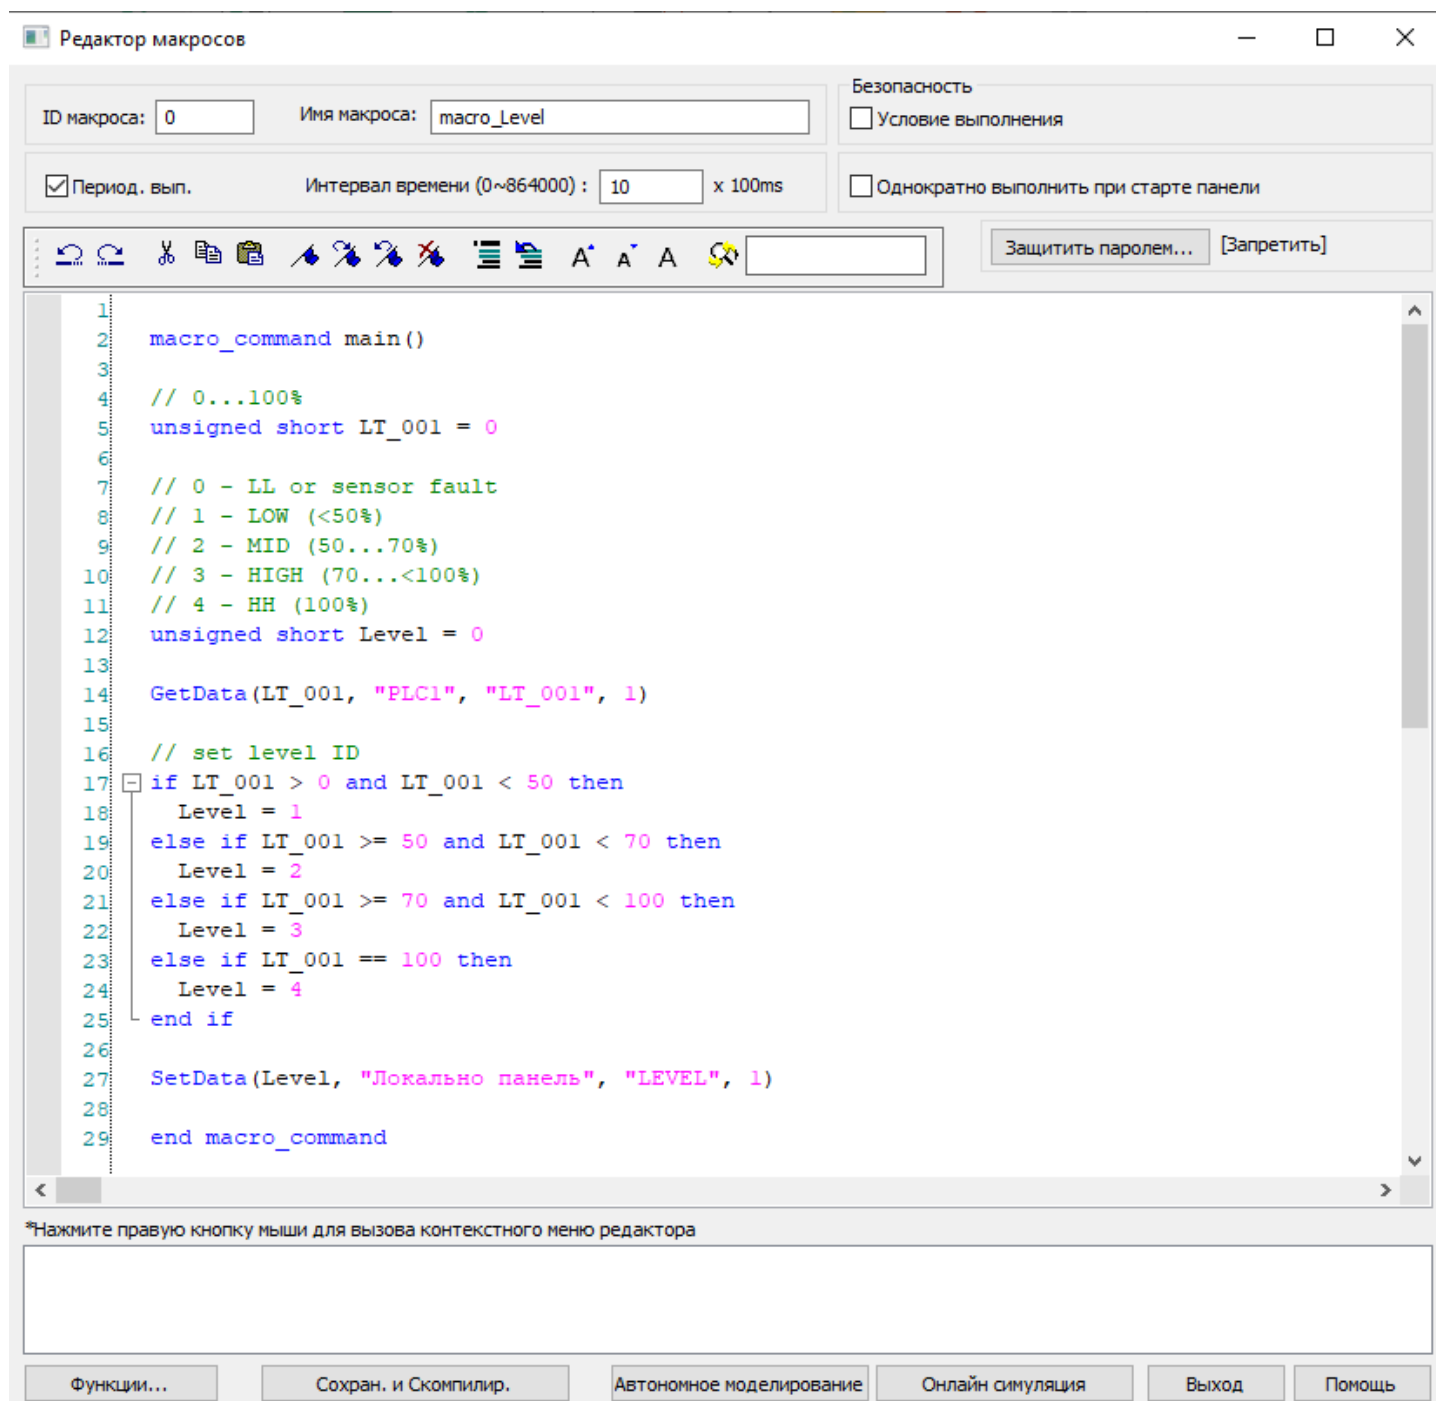 Редактор макросов
ID макроса: 0 Имя макроса: macro_Level
Безопасность
Условие выполнения
Период. вып. Интервал времени (0~864000) : 10 x 100ms
Однократно выполнить при старте панели
Защитить паролем... [Запретить]
1
2 macro_command main()
3
4 // 0...100%
5 unsigned short LT_001 = 0
6
7 // 0 - LL or sensor fault
8 // 1 - LOW (<50%)
9 // 2 - MID (50...70%)
10 // 3 - HIGH (70...<100%)
11 // 4 - HH (100%)
12 unsigned short Level = 0
13
14 GetData(LT_001, "PLC1", "LT_001", 1)
15
16 // set level ID
17 if LT_001 > 0 and LT_001 < 50 then
18 Level = 1
19 else if LT_001 >= 50 and LT_001 < 70 then
20 Level = 2
21 else if LT_001 >= 70 and LT_001 < 100 then
22 Level = 3
23 else if LT_001 == 100 then
24 Level = 4
25 end if
26
27 SetData(Level, "Локально панель", "LEVEL", 1)
28
29 end macro_command
*Нажмите правую кнопку мыши для вызова контекстного меню редактора
Функции... Сохран. и Скомпилир. Автономное моделирование Онлайн симуляция Выход Помощь